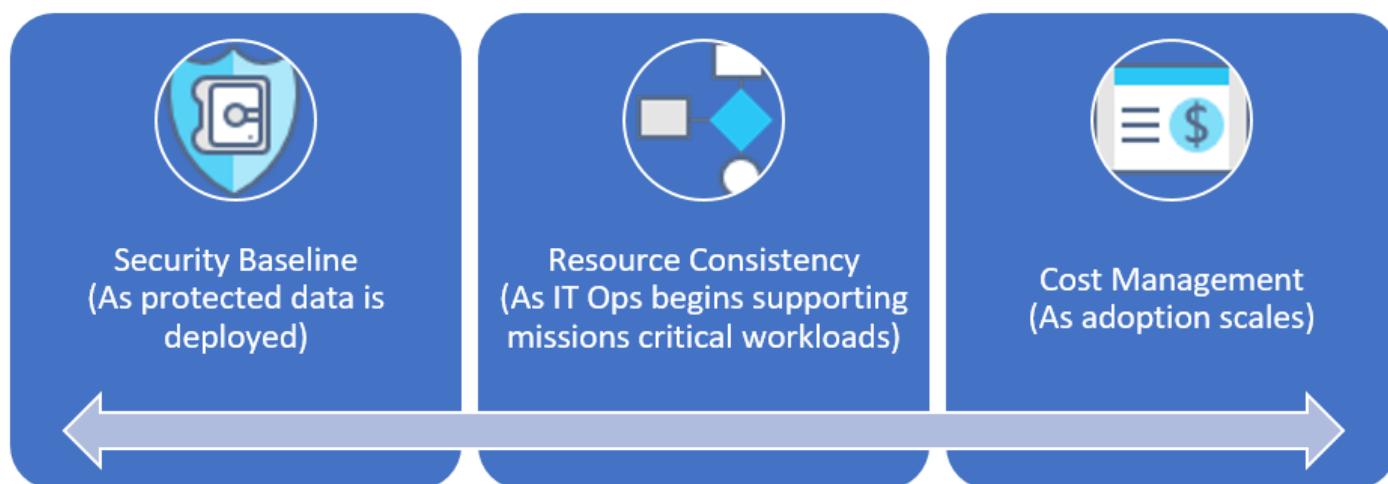 Security Baseline
(As protected data is
deployed)
Resource Consistency
(As IT Ops begins supporting
missions critical workloads)
$
Cost Management
(As adoption scales)